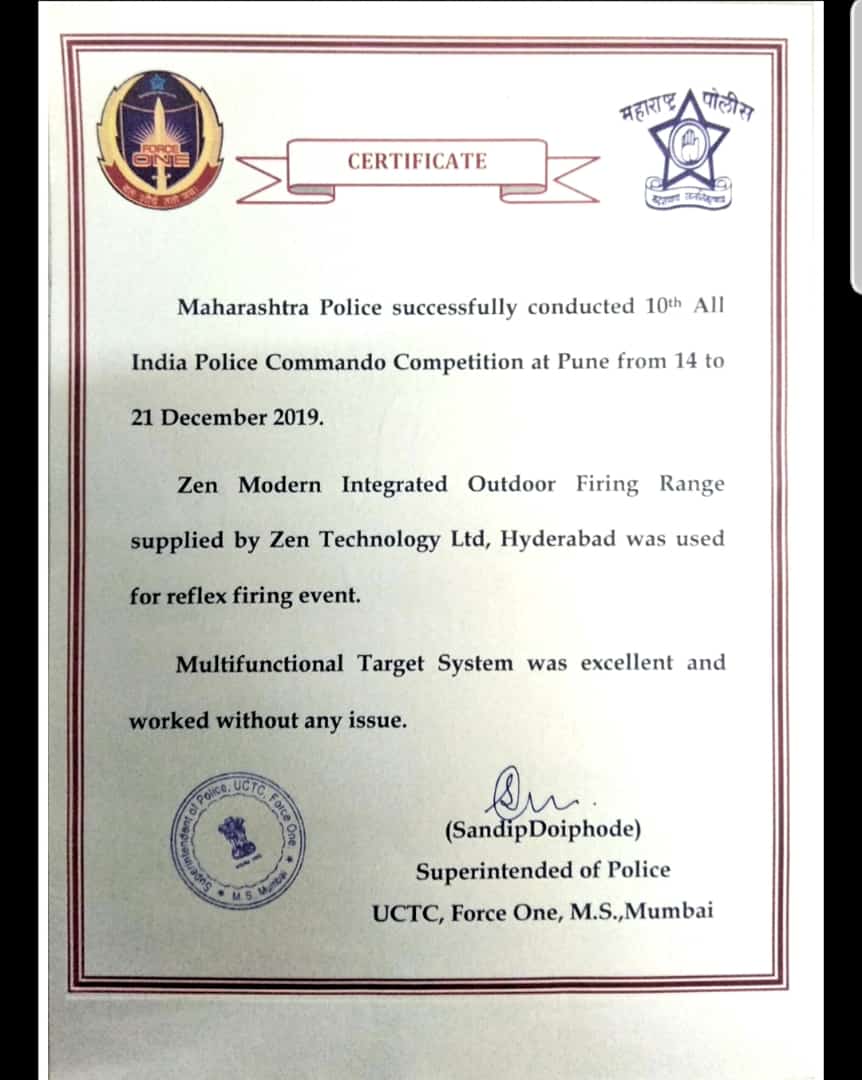 FORCE
ONE
महाराष्ट्र पोलीस
CERTIFICATE
Maharashtra Police successfully conducted 10th All
India Police Commando Competition at Pune from 14 to
21 December 2019.
Zen Modern Integrated Outdoor Firing Range
supplied by Zen Technology Ltd, Hyderabad was used
for reflex firing event.
Multifunctional Target System was excellent and
worked without any issue.
Superintendent of Police, UCTC, Force One,
M.S. Mumbai
(SandipDoiphode)
Superintended of Police
UCTC, Force One, M.S.,Mumbai